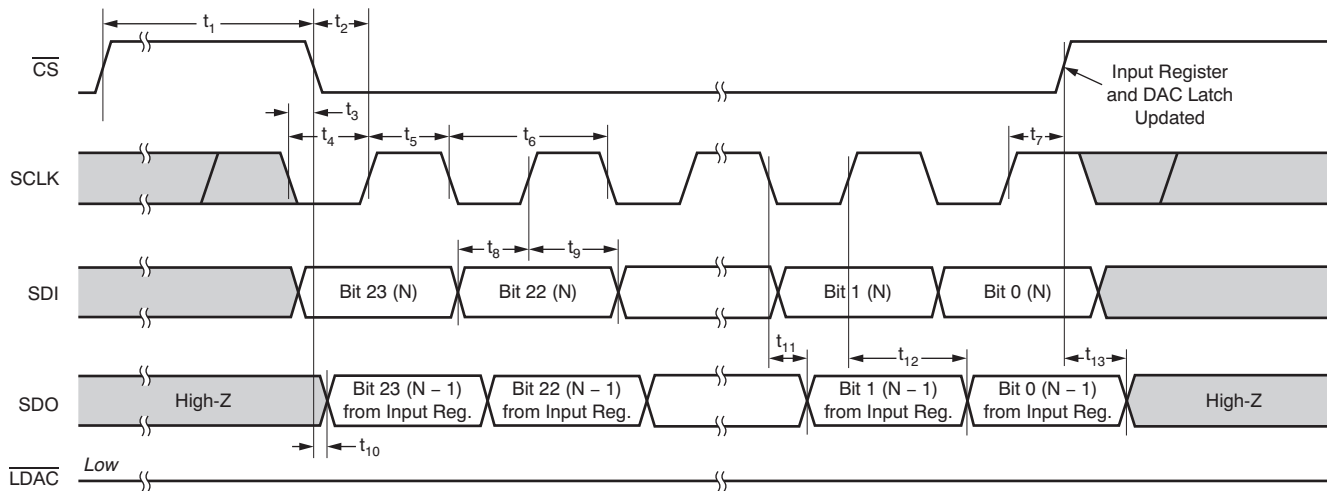 t1
t2
CS
Input Register
and DAC Latch
Updated
t3
t4
t5
t6
t7
SCLK
t8
t9
SDI
Bit 23 (N)
Bit 22 (N)
Bit 1 (N)
Bit 0 (N)
t11
t12
t13
SDO
High-Z
Bit 23 (N – 1)
from Input Reg.
Bit 22 (N – 1)
from Input Reg.
Bit 1 (N – 1)
from Input Reg.
Bit 0 (N – 1)
from Input Reg.
High-Z
t10
LDAC
Low